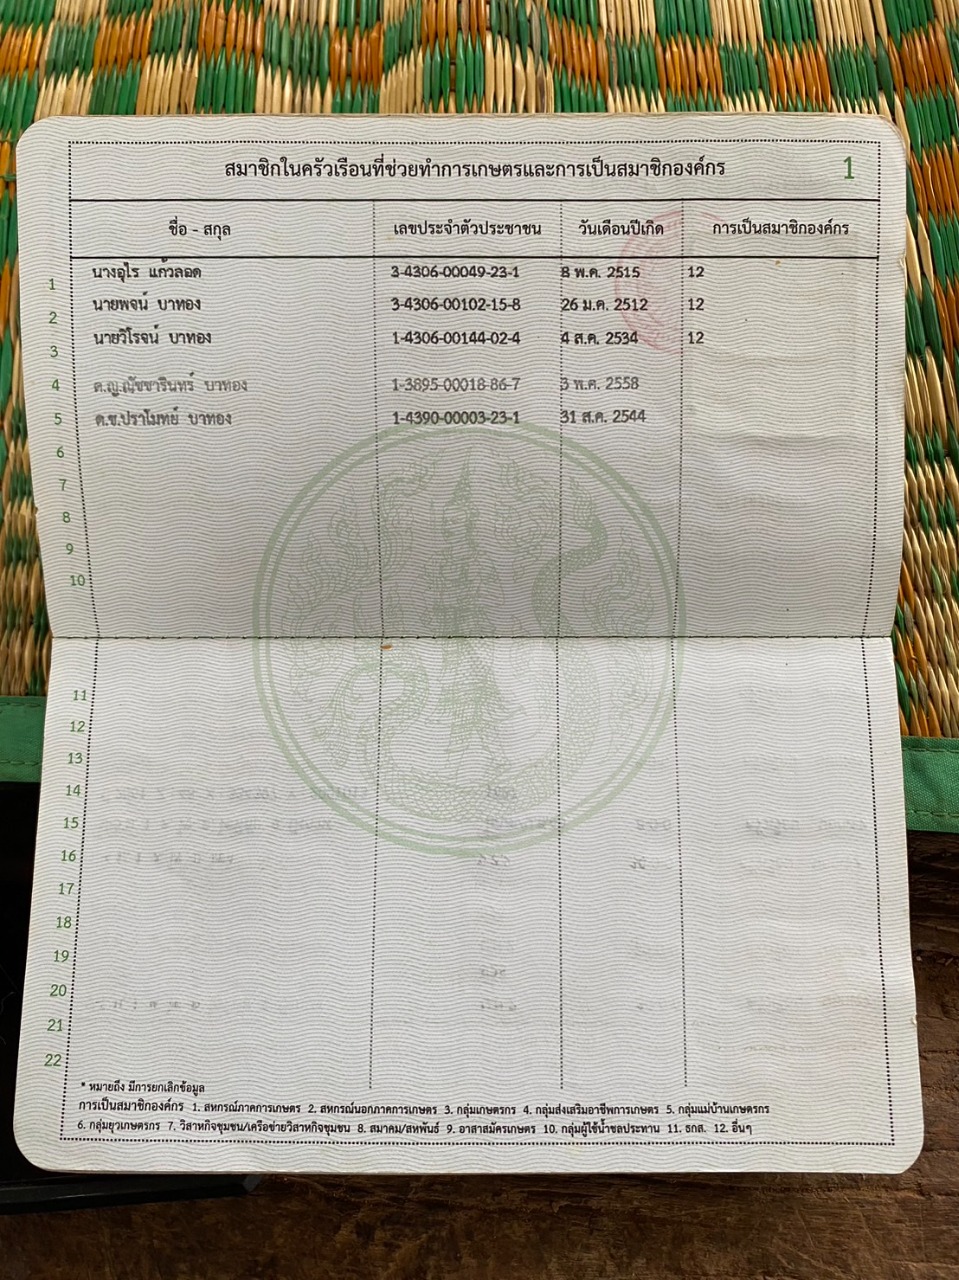 สมาชิกในครัวเรือนที่ช่วยทำการเกษตรและการเป็นสมาชิกองค์กร 1
ชื่อ - สกุล เลขประจำตัวประชาชน วันเดือนปีเกิด การเป็นสมาชิกองค์กร
1 นางอุไร แก้วลอด 3-4306-00049-23-1 8 พ.ค. 2515 12
2 นายพจน์ บาทอง 3-4306-00102-15-8 26 ม.ค. 2512 12
3 นายวิโรจน์ บาทอง 1-4306-00144-02-4 4 ส.ค. 2534 12
4 ด.ญ.ณัชชารินทร์ บาทอง 1-3895-00018-86-7 3 พ.ค. 2558
5 ด.ช.ปราโมทย์ บาทอง 1-4390-00003-23-1 31 ส.ค. 2544
6
7
8
9
10
11
12
13
14
15
16
17
18
19
20
21
22
* หมายถึง มีการยกเลิกข้อมูล
การเป็นสมาชิกองค์กร 1. สหกรณ์ภาคการเกษตร 2. สหกรณ์นอกภาคการเกษตร 3. กลุ่มเกษตรกร 4. กลุ่มส่งเสริมอาชีพการเกษตร 5. กลุ่มแม่บ้านเกษตรกร
6. กลุ่มยุวเกษตรกร 7. วิสาหกิจชุมชน/เครือข่ายวิสาหกิจชุมชน 8. สมาคม/สหพันธ์ 9. อาสาสมัครเกษตร 10. กลุ่มผู้ใช้น้ำชลประทาน 11. ธกส. 12. อื่นๆ